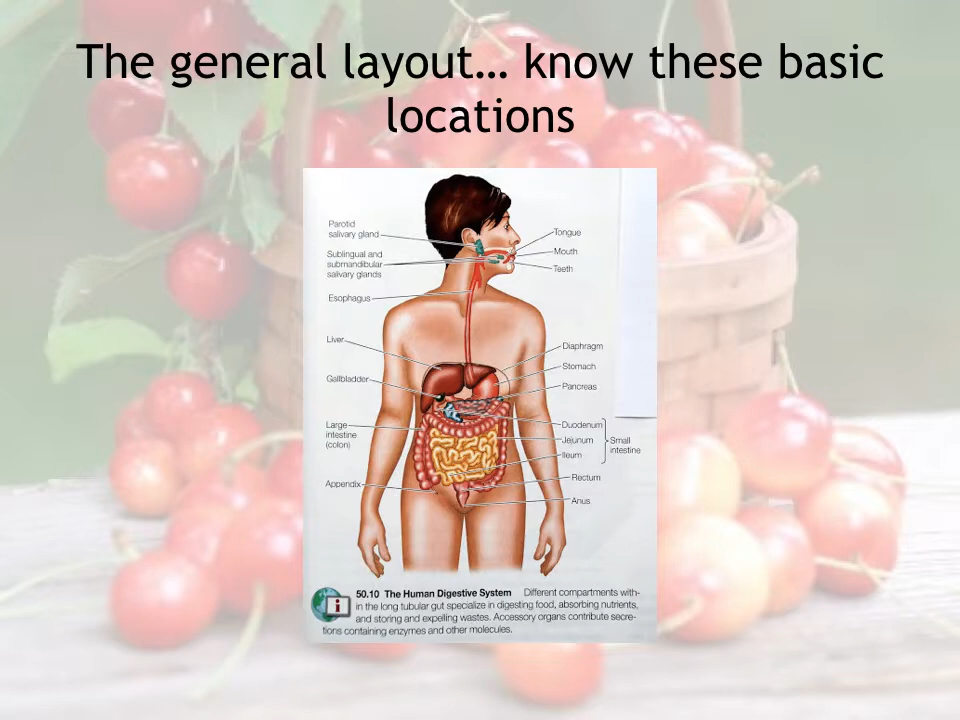 The general layout… know these basic
locations
Parotid
salivary gland
Sublingual and
submandibular
salivary glands
Esophagus
Liver
Gallbladder
Large
intestine
(colon)
Appendix
Tongue
Mouth
Teeth
Diaphragm
Stomach
Pancreas
Duodenum
Jejunum
Ileum
Small
intestine
Rectum
Anus
i
50.10 The Human Digestive System Different compartments with-
in the long tubular gut specialize in digesting food, absorbing nutrients,
and storing and expelling wastes. Accessory organs contribute secre-
tions containing enzymes and other molecules.